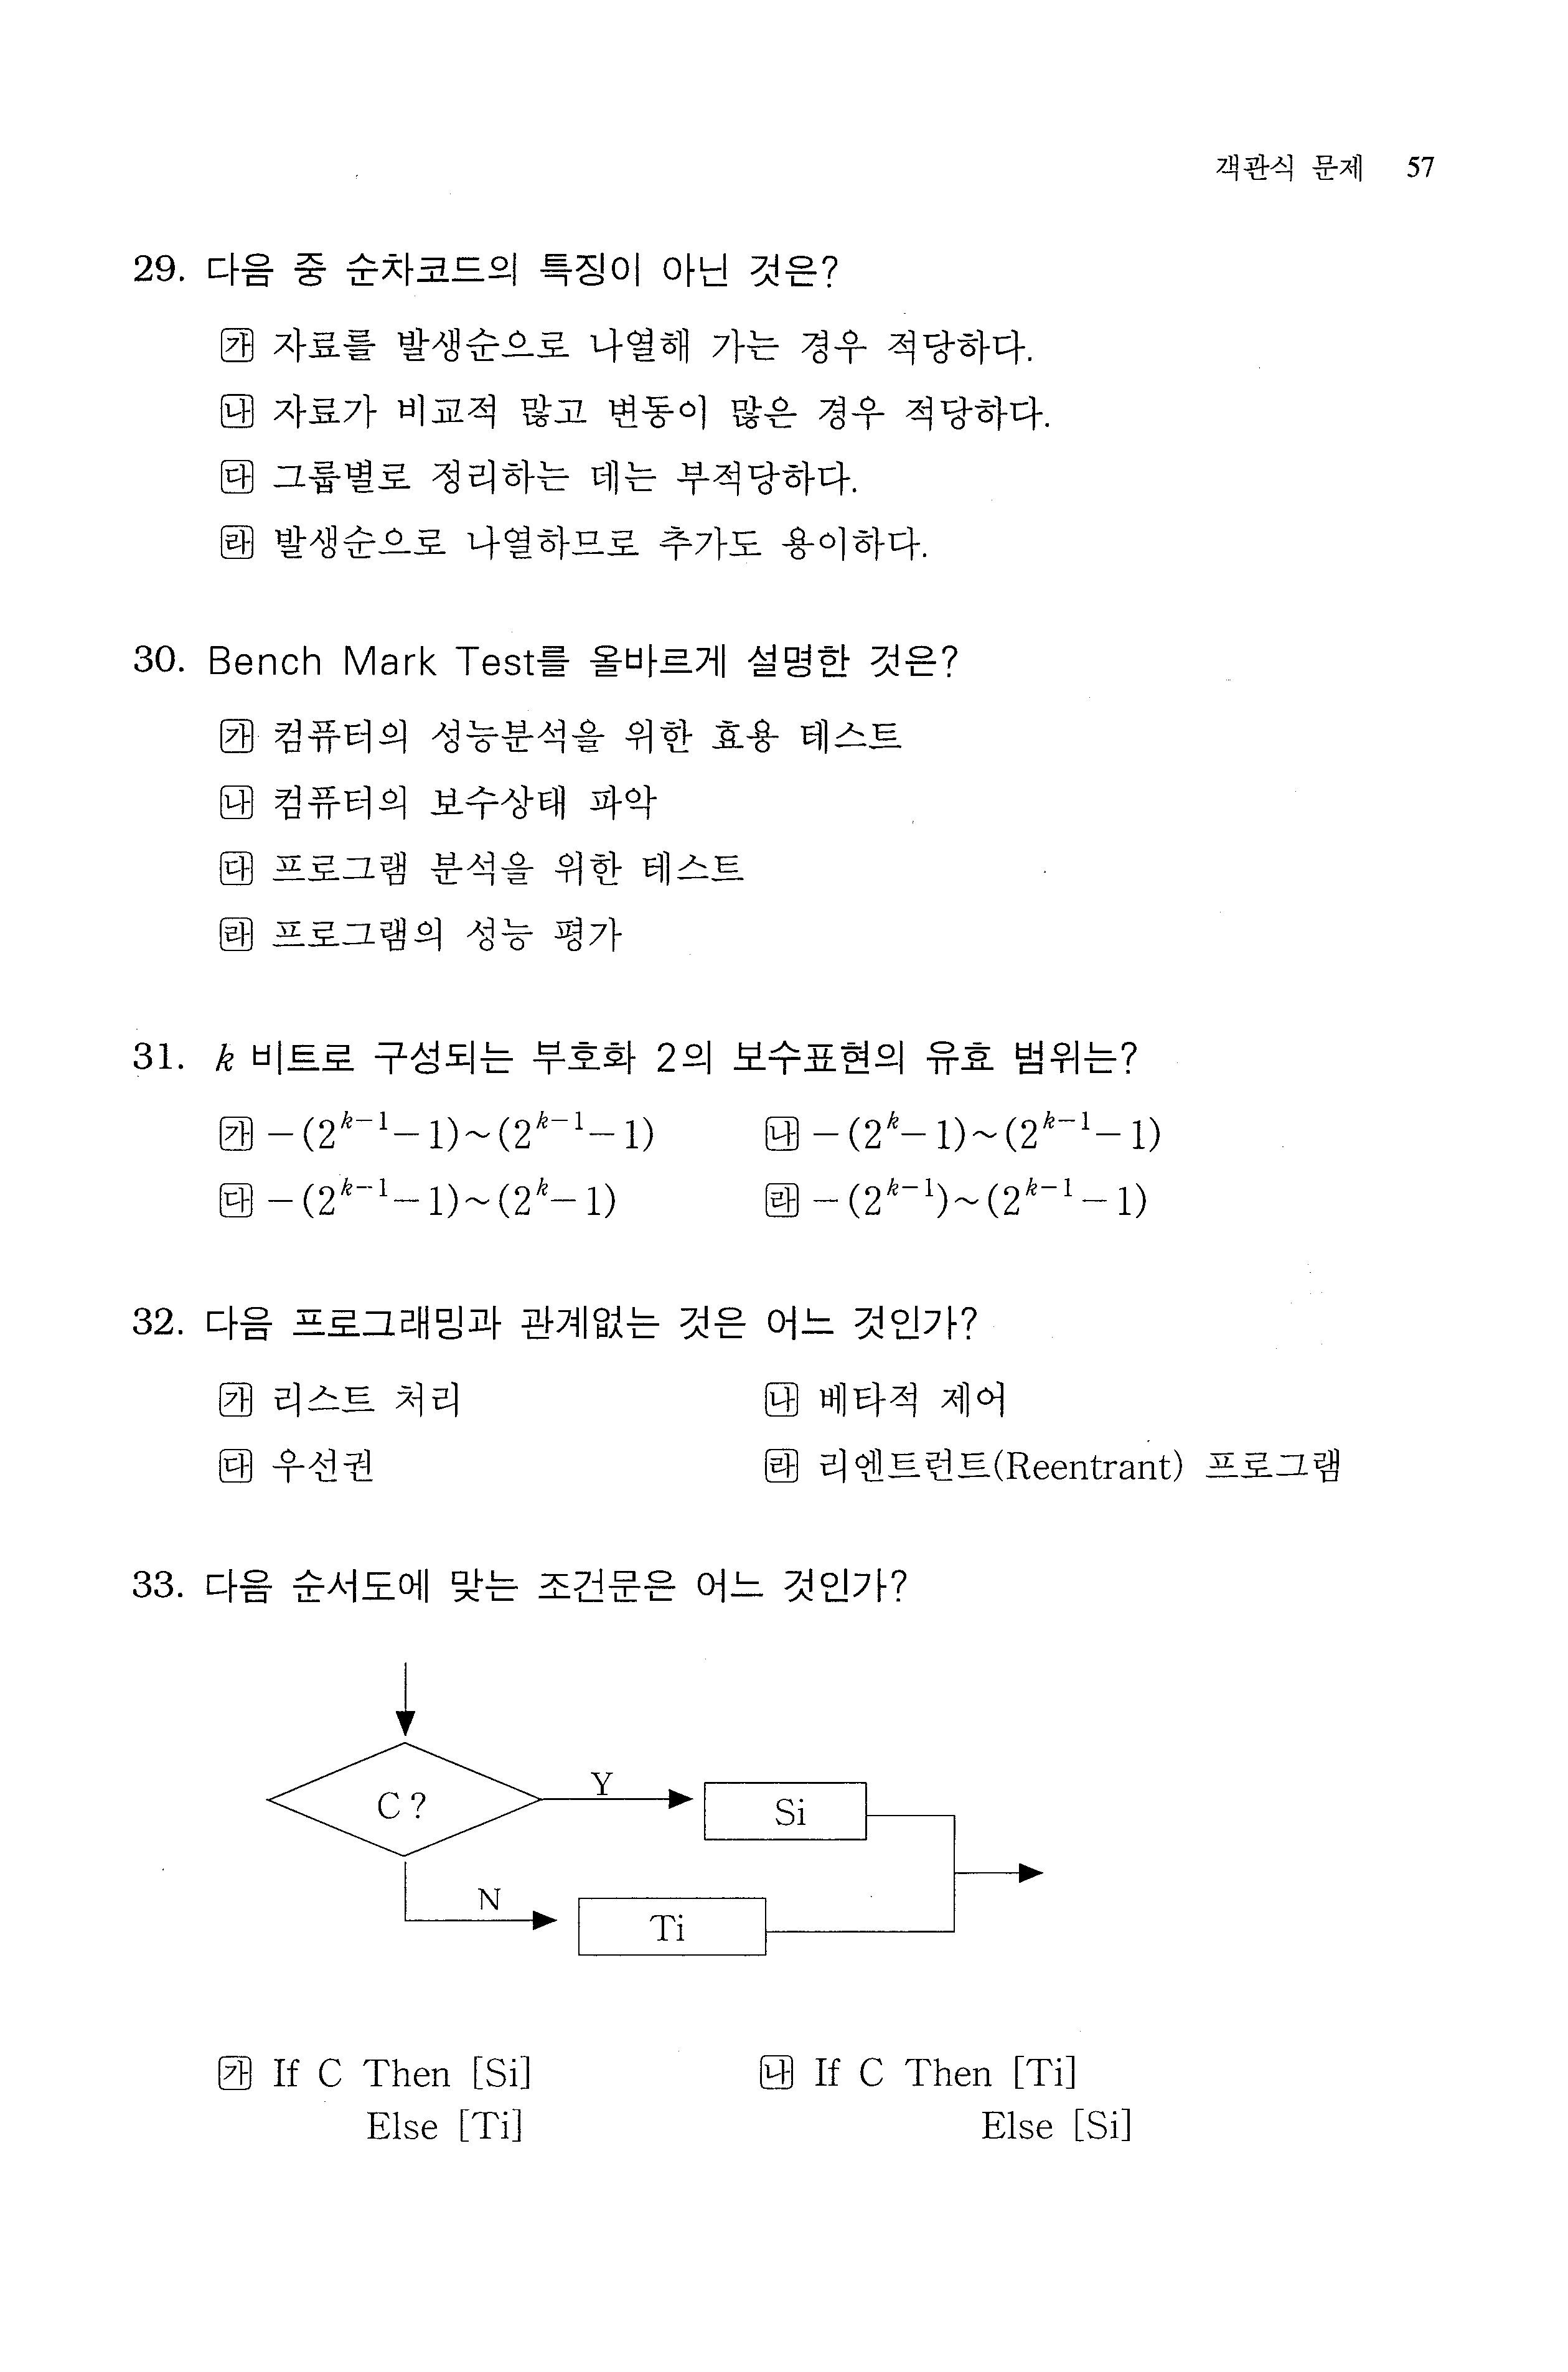 객관식 문제 57
29. 다음 중 순차코드의 특징이 아닌 것은?
㉮ 자료를 발생순으로 나열해 가는 경우 적당하다.
㉯ 자료가 비교적 많고 변동이 많은 경우 적당하다.
㉰ 그룹별로 정리하는 데는 부적당하다.
㉱ 발생순으로 나열하므로 추가도 용이하다.
30. Bench Mark Test를 올바르게 설명한 것은?
㉮ 컴퓨터의 성능분석을 위한 효용 테스트
㉯ 컴퓨터의 보수상태 파악
㉰ 프로그램 분석을 위한 테스트
㉱ 프로그램의 성능 평가
31. k 비트로 구성되는 부호화 2의 보수표현의 유효 범위는?
㉮ −(2^{k−1}−1)~(2^{k−1}−1) ㉯ −(2^k−1)~(2^{k−1}−1)
㉰ −(2^{k−1}−1)~(2^k−1) ㉱ −(2^{k−1})~(2^{k−1}−1)
32. 다음 프로그래밍과 관계없는 것은 어느 것인가?
㉮ 리스트 처리 ㉯ 베타적 제어
㉰ 우선권 ㉱ 리엔트런트(Reentrant) 프로그램
33. 다음 순서도에 맞는 조건문은 어느 것인가?
C?
Y
Si
N
Ti
㉮ If C Then [Si] ㉯ If C Then [Ti]
Else [Ti] Else [Si]